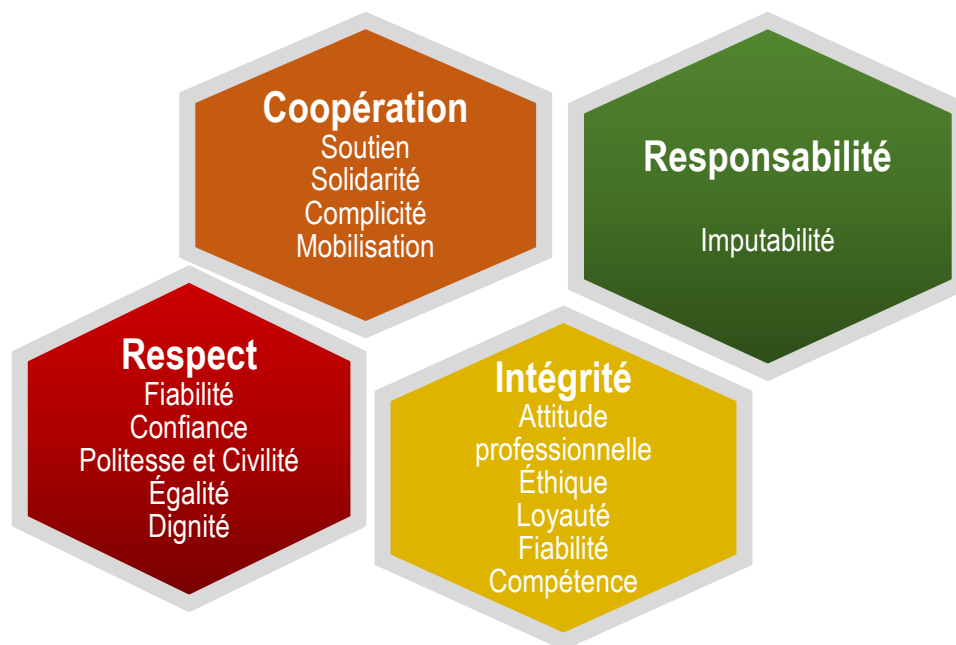 Coopération
Soutien
Solidarité
Complicité
Mobilisation
Responsabilité
Imputabilité
Respect
Fiabilité
Confiance
Politesse et Civilité
Égalité
Dignité
Intégrité
Attitude
professionnelle
Éthique
Loyauté
Fiabilité
Compétence